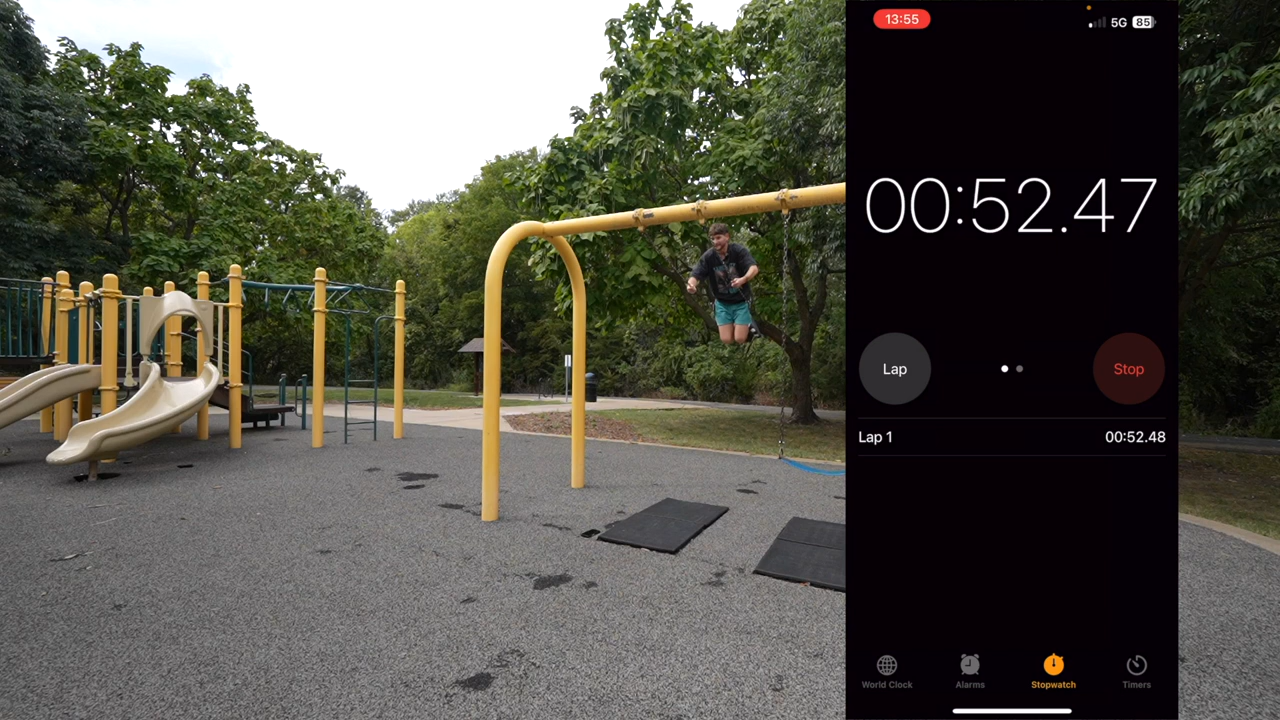 13:55
5G 85
00:52.47
Lap
Stop
Lap 1 00:52.48
World Clock Alarms Stopwatch Timers